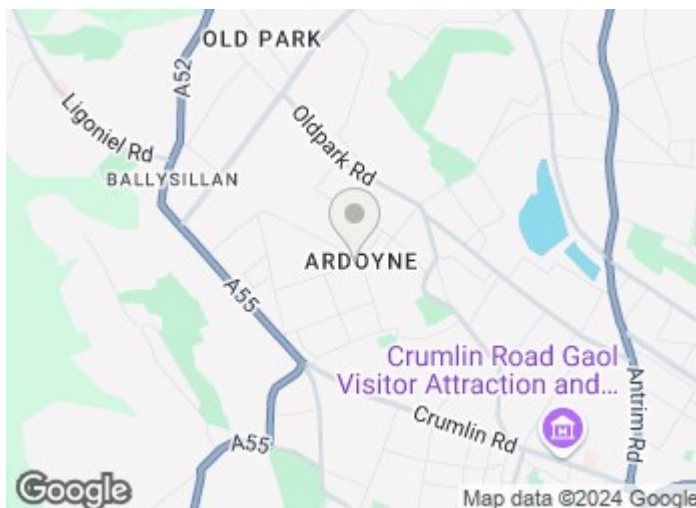 OLD PARK
A52
Ligoniel Rd
Oldpark Rd
BALLYSILLAN
ARDOYNE
A55
Crumlin Road Gaol
Visitor Attraction and...
Antrim Rd
Crumlin Rd
A55
Google
Map data ©2024 Google